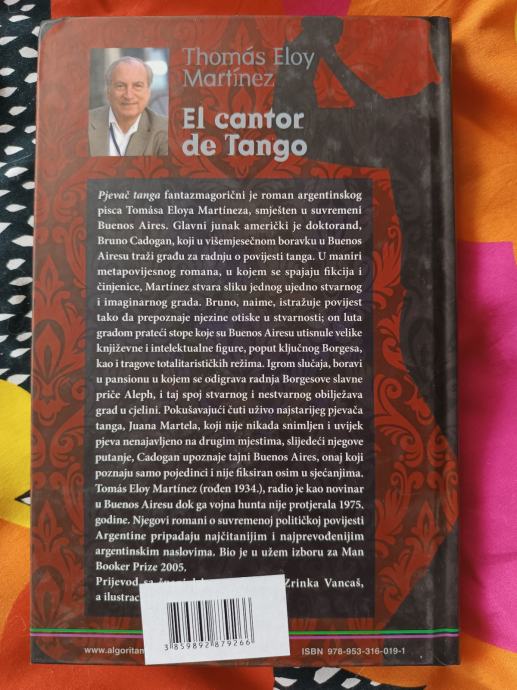 Thomás Eloy
Martínez
El cantor
de Tango
Pjevač tanga fantazmagorični je roman argentinskog
pisca Tomása Eloya Martíneza, smješten u suvremeni
Buenos Aires. Glavni junak američki je doktorand,
Bruno Cadogan, koji u višemjesečnom boravku u Buenos
Airesu traži građu za radnju o povijesti tanga. U maniri
metapovijesnog romana, u kojem se spajaju fikcija i
činjenice, Martínez stvara sliku jednog ujedno stvarnog
i imaginarnog grada. Bruno, naime, istražuje povijest
tako da prepoznaje njezine otiske u stvarnosti; on luta
gradom prateći stope koje su Buenos Airesu utisnule velike
književne i intelektualne figure, poput ključnog Borgesa,
kao i tragove totalitarističkih režima. Igrom slučaja, boravi
u pansionu u kojem se odigrava radnja Borgesove slavne
priče Aleph, i taj spoj stvarnog i nestvarnog obilježava
grad u cjelini. Pokušavajući čuti uživo najstarijeg pjevača
tanga, Juana Martela, koji nije nikada snimljen i uvijek
pjeva nenajavljeno na drugim mjestima, slijedeći njegove
putanje, Cadogan upoznaje tajni Buenos Aires, onaj koji
poznaju samo pojedinci i nije fiksiran osim u sjećanjima.
Tomás Eloy Martínez (rođen 1934.), radio je kao novinar
u Buenos Airesu dok ga vojna hunta nije protjerala 1975.
godine. Njegovi romani o suvremenoj političkoj povijesti
Argentine pripadaju najčitanijim i najprevođenijim
argentinskim naslovima. Bio je u užem izboru za Man
Booker Prize 2005.
Prijevod sa Zrinka Vancaš,
a ilustrac
3859892879266
www.algoritam
ISBN 978-953-316-019-1